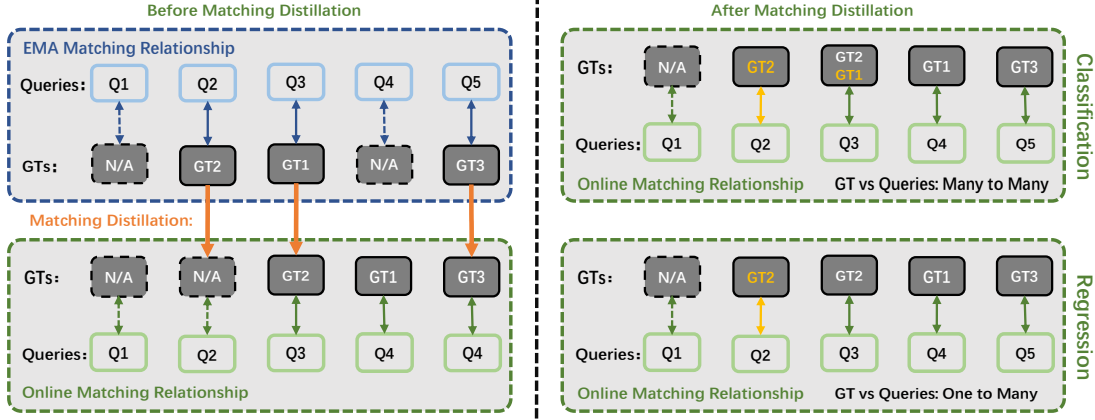 Before Matching Distillation
EMA Matching Relationship
Queries: Q1 Q2 Q3 Q4 Q5
GTs: N/A GT2 GT1 N/A GT3
Matching Distillation:
GTs: N/A N/A GT2 GT1 GT3
Queries: Q1 Q2 Q3 Q4 Q4
Online Matching Relationship
After Matching Distillation
GTs: N/A GT2 GT2 GT1 GT1 GT3
Queries: Q1 Q2 Q3 Q4 Q5
Online Matching Relationship GT vs Queries: Many to Many
Classification
GTs: N/A GT2 GT2 GT1 GT3
Queries: Q1 Q2 Q3 Q4 Q5
Online Matching Relationship GT vs Queries: One to Many
Regression